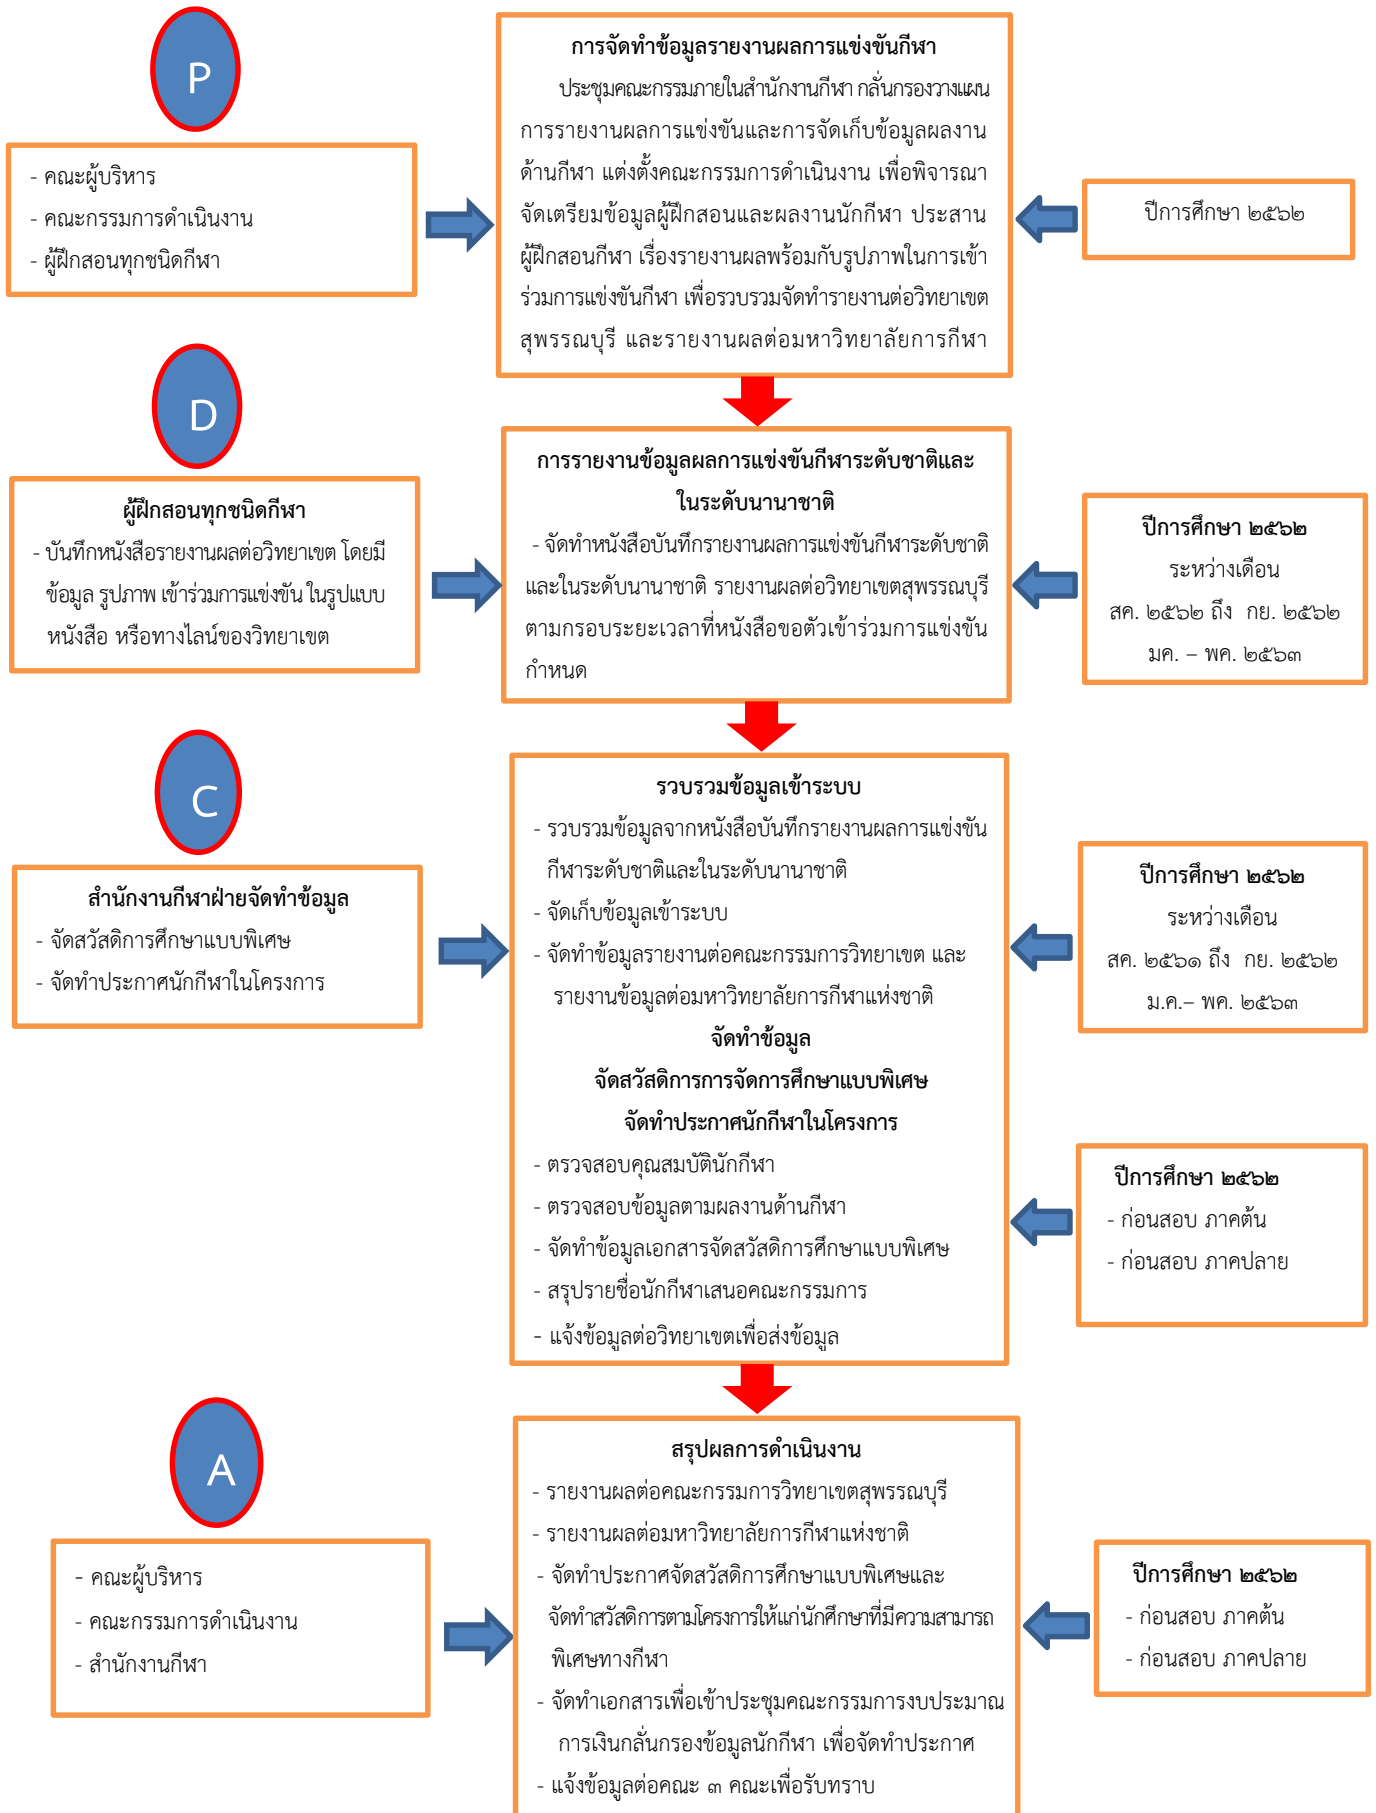 P
การจัดทำข้อมูลรายงานผลการแข่งขันกีฬา
ประชุมคณะกรรมภายในสำนักงานกีฬา กลั่นกรองวางแผน
การรายงานผลการแข่งขันและการจัดเก็บข้อมูลผลงาน
ด้านกีฬา แต่งตั้งคณะกรรมการดำเนินงาน เพื่อพิจารณา
จัดเตรียมข้อมูลผู้ฝึกสอนและผลงานนักกีฬา ประสาน
ผู้ฝึกสอนกีฬา เรื่องรายงานผลพร้อมกับรูปภาพในการเข้า
ร่วมการแข่งขันกีฬา เพื่อรวบรวมจัดทำรายงานต่อวิทยาเขต
สุพรรณบุรี และรายงานผลต่อมหาวิทยาลัยการกีฬา
- คณะผู้บริหาร
- คณะกรรมการดำเนินงาน
- ผู้ฝึกสอนทุกชนิดกีฬา
ปีการศึกษา ๒๕๖๒
D
ผู้ฝึกสอนทุกชนิดกีฬา
- บันทึกหนังสือรายงานผลต่อวิทยาเขต โดยมี
ข้อมูล รูปภาพ เข้าร่วมการแข่งขัน ในรูปแบบ
หนังสือ หรือทางไลน์ของวิทยาเขต
การรายงานข้อมูลผลการแข่งขันกีฬาระดับชาติและ
ในระดับนานาชาติ
- จัดทำหนังสือบันทึกรายงานผลการแข่งขันกีฬาระดับชาติ
และในระดับนานาชาติ รายงานผลต่อวิทยาเขตสุพรรณบุรี
ตามกรอบระยะเวลาที่หนังสือขอตัวเข้าร่วมการแข่งขัน
กำหนด
ปีการศึกษา ๒๕๖๒
ระหว่างเดือน
สค. ๒๕๖๒ ถึง กย. ๒๕๖๒
มค. – พค. ๒๕๖๓
C
สำนักงานกีฬาฝ่ายจัดทำข้อมูล
- จัดสวัสดิการศึกษาแบบพิเศษ
- จัดทำประกาศนักกีฬาในโครงการ
รวบรวมข้อมูลเข้าระบบ
- รวบรวมข้อมูลจากหนังสือบันทึกรายงานผลการแข่งขัน
กีฬาระดับชาติและในระดับนานาชาติ
- จัดเก็บข้อมูลเข้าระบบ
- จัดทำข้อมูลรายงานต่อคณะกรรมการวิทยาเขต และ
รายงานข้อมูลต่อมหาวิทยาลัยการกีฬาแห่งชาติ
จัดทำข้อมูล
จัดสวัสดิการการจัดการศึกษาแบบพิเศษ
จัดทำประกาศนักกีฬาในโครงการ
- ตรวจสอบคุณสมบัตินักกีฬา
- ตรวจสอบข้อมูลตามผลงานด้านกีฬา
- จัดทำข้อมูลเอกสารจัดสวัสดิการศึกษาแบบพิเศษ
- สรุปรายชื่อนักกีฬาเสนอคณะกรรมการ
- แจ้งข้อมูลต่อวิทยาเขตเพื่อส่งข้อมูล
ปีการศึกษา ๒๕๖๒
ระหว่างเดือน
สค. ๒๕๖๑ ถึง กย. ๒๕๖๒
ม.ค.– พค. ๒๕๖๓
ปีการศึกษา ๒๕๖๒
- ก่อนสอบ ภาคต้น
- ก่อนสอบ ภาคปลาย
A
- คณะผู้บริหาร
- คณะกรรมการดำเนินงาน
- สำนักงานกีฬา
สรุปผลการดำเนินงาน
- รายงานผลต่อคณะกรรมการวิทยาเขตสุพรรณบุรี
- รายงานผลต่อมหาวิทยาลัยการกีฬาแห่งชาติ
- จัดทำประกาศจัดสวัสดิการศึกษาแบบพิเศษและ
จัดทำสวัสดิการตามโครงการให้แก่นักศึกษาที่มีความสามารถ
พิเศษทางกีฬา
- จัดทำเอกสารเพื่อเข้าประชุมคณะกรรมการงบประมาณ
การเงินกลั่นกรองข้อมูลนักกีฬา เพื่อจัดทำประกาศ
- แจ้งข้อมูลต่อคณะ ๓ คณะเพื่อรับทราบ
ปีการศึกษา ๒๕๖๒
- ก่อนสอบ ภาคต้น
- ก่อนสอบ ภาคปลาย